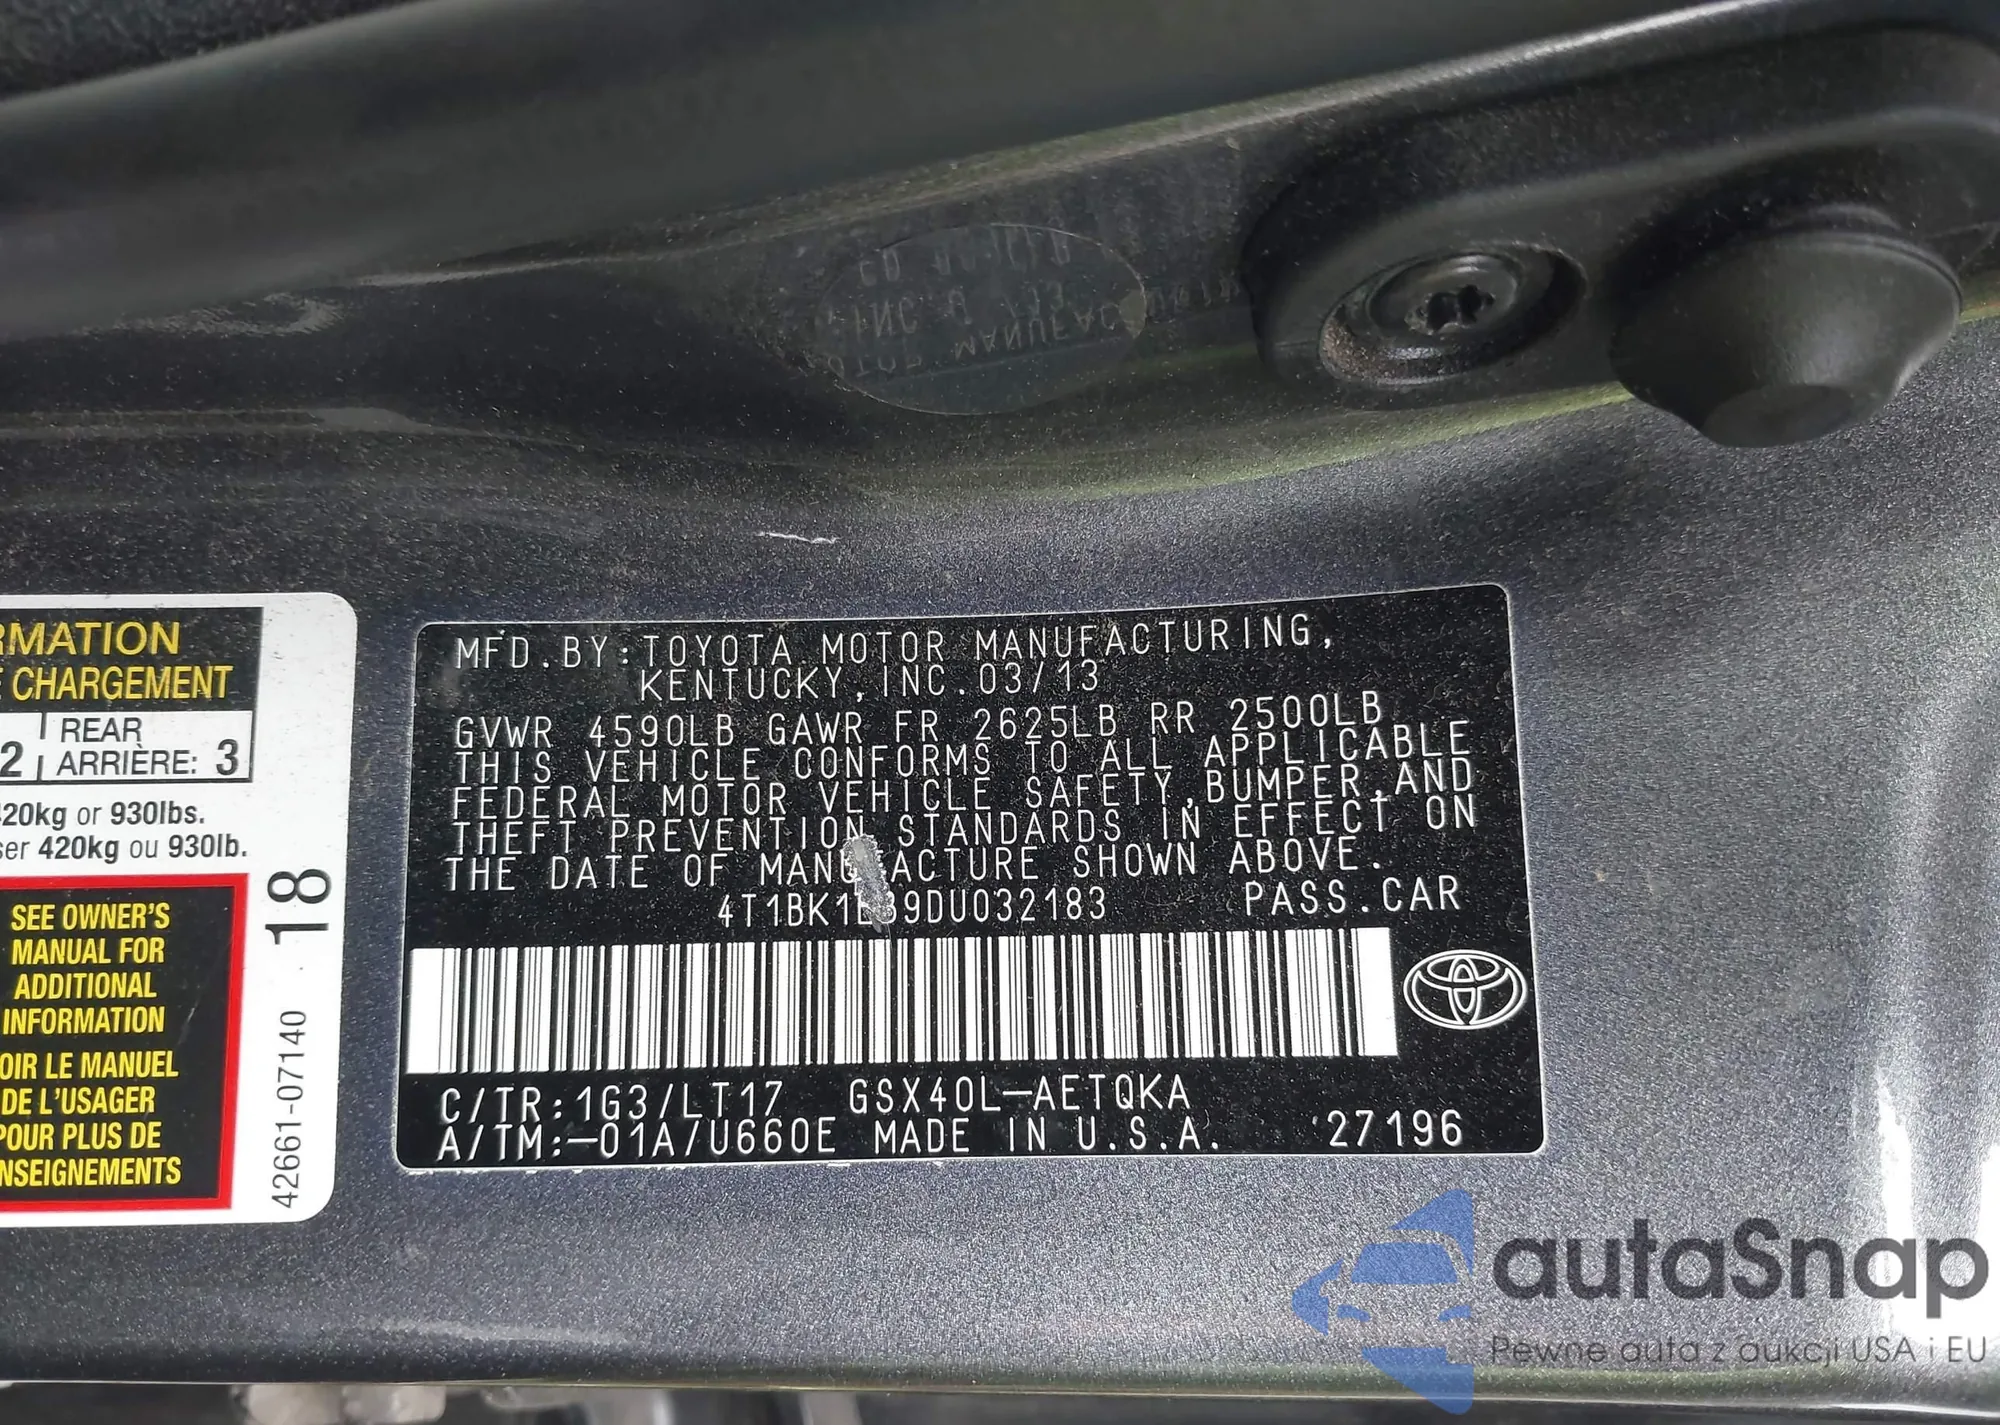 RMATION
E CHARGEMENT
2 REAR
ARRIÈRE: 3
420kg or 930lbs.
ser 420kg ou 930lb.
SEE OWNER'S
MANUAL FOR
ADDITIONAL
INFORMATION
OIR LE MANUEL
DE L'USAGER
POUR PLUS DE
NSEIGNEMENTS
42661-07140 18
MFD.BY:TOYOTA MOTOR MANUFACTURING,
KENTUCKY,INC.03/13
GVWR 4590LB GAWR FR 2625LB RR 2500LB
THIS VEHICLE CONFORMS TO ALL APPLICABLE
FEDERAL MOTOR VEHICLE SAFETY,BUMPER,AND
THEFT PREVENTION STANDARDS IN EFFECT ON
THE DATE OF MANUFACTURE SHOWN ABOVE.
PASS.CAR
C/TR:1G3/LT17 GSX40L-AETQKA
A/TM:-01A/U660E MADE IN U.S.A. 27196
autaSnap
Pewne auta z aukcji USA i EU